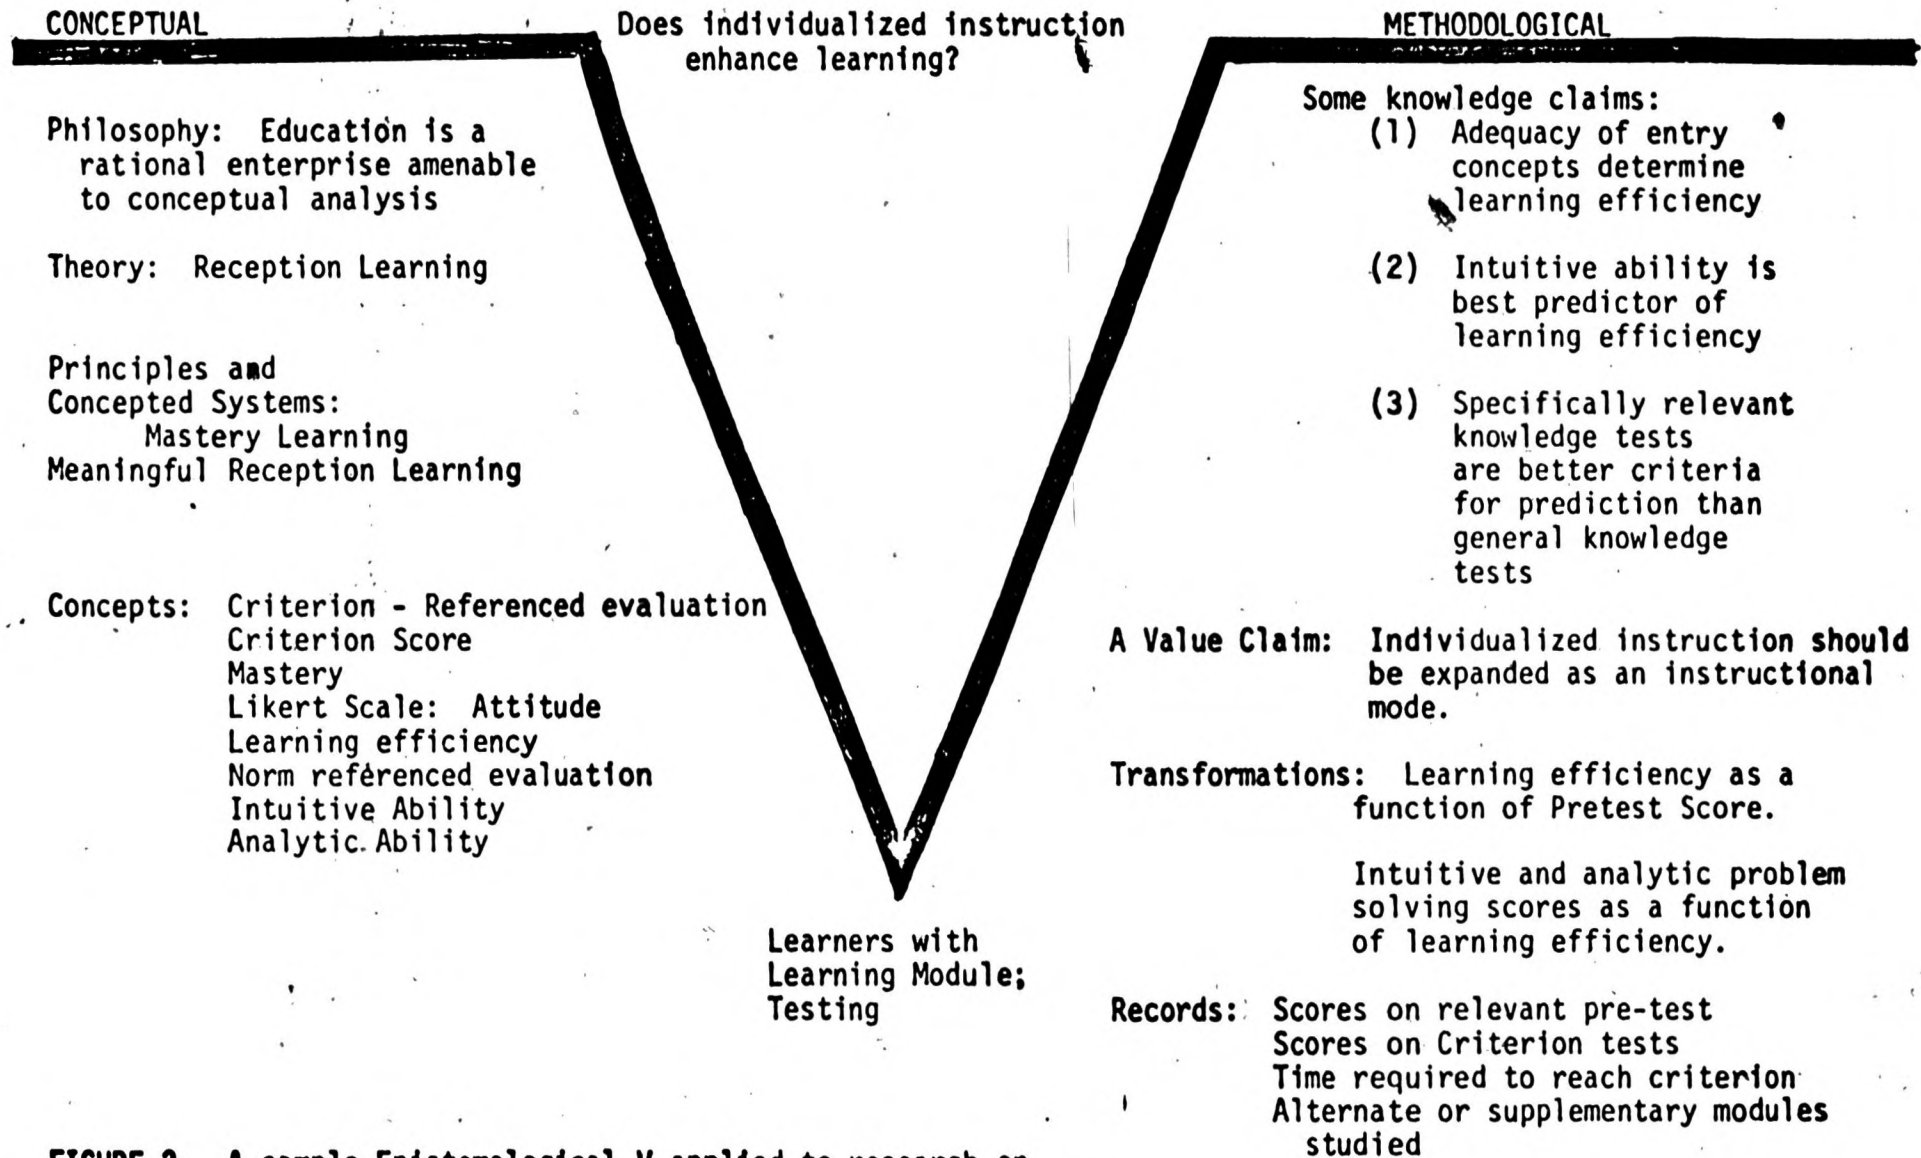 CONCEPTUAL
Does individualized instruction
enhance learning?
METHODOLOGICAL
Philosophy: Education is a
rational enterprise amenable
to conceptual analysis
Theory: Reception Learning
Principles and
Concepted Systems:
Mastery Learning
Meaningful Reception Learning
Concepts: Criterion - Referenced evaluation
Criterion Score
Mastery
Likert Scale: Attitude
Learning efficiency
Norm referenced evaluation
Intuitive Ability
Analytic Ability
Learners with
Learning Module;
Testing
Some knowledge claims:
(1) Adequacy of entry
concepts determine
learning efficiency
(2) Intuitive ability is
best predictor of
learning efficiency
(3) Specifically relevant
knowledge tests
are better criteria
for prediction than
general knowledge
tests
A Value Claim: Individualized instruction should
be expanded as an instructional
mode.
Transformations: Learning efficiency as a
function of Pretest Score.
Intuitive and analytic problem
solving scores as a function
of learning efficiency.
Records: Scores on relevant pre-test
Scores on Criterion tests
Time required to reach criterion
Alternate or supplementary modules
studied
FIGURE A sample Epistemological V applied to research on